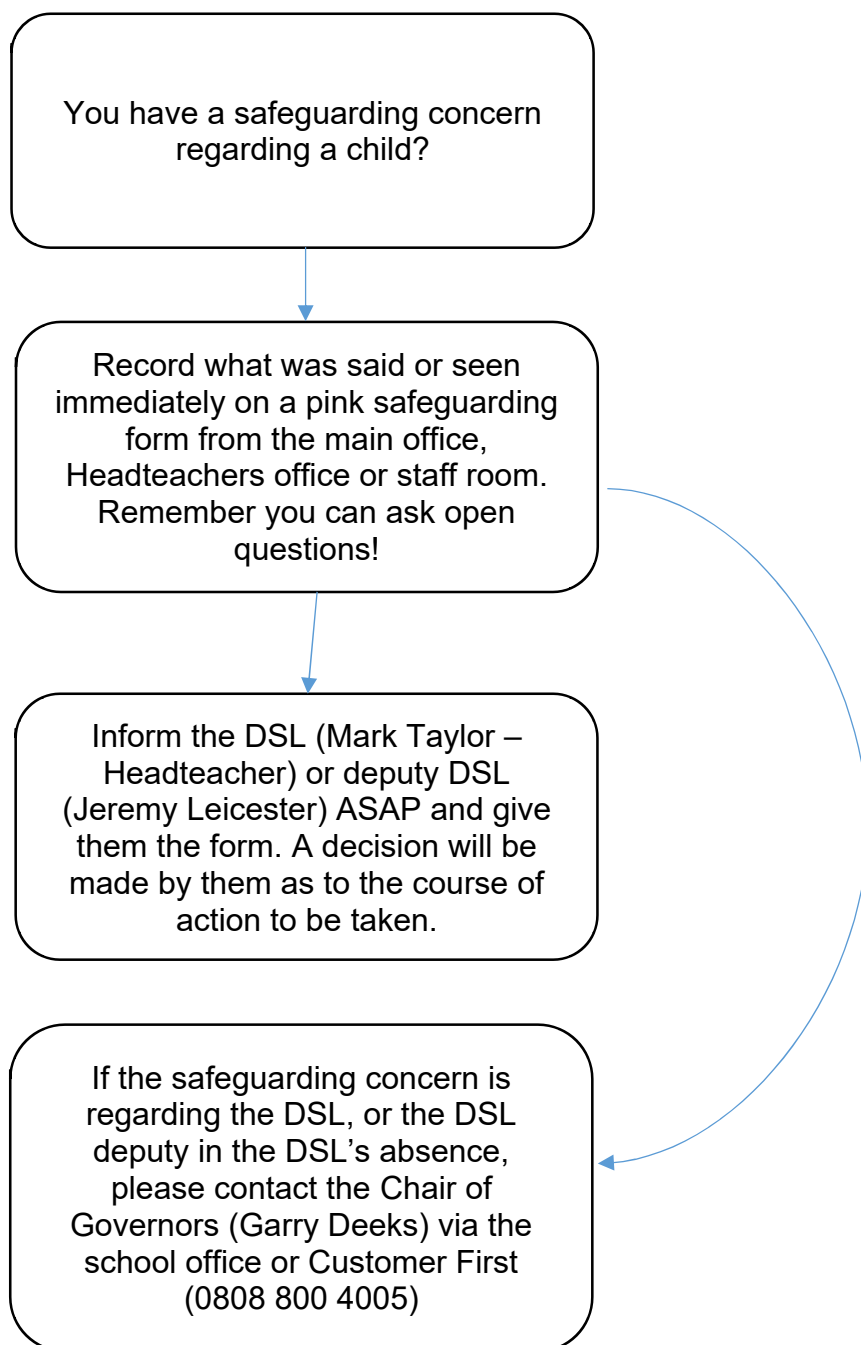 You have a safeguarding concern
regarding a child?
Record what was said or seen
immediately on a pink safeguarding
form from the main office,
Headteachers office or staff room.
Remember you can ask open
questions!
Inform the DSL (Mark Taylor –
Headteacher) or deputy DSL
(Jeremy Leicester) ASAP and give
them the form. A decision will be
made by them as to the course of
action to be taken.
If the safeguarding concern is
regarding the DSL, or the DSL
deputy in the DSL’s absence,
please contact the Chair of
Governors (Garry Deeks) via the
school office or Customer First
(0808 800 4005)